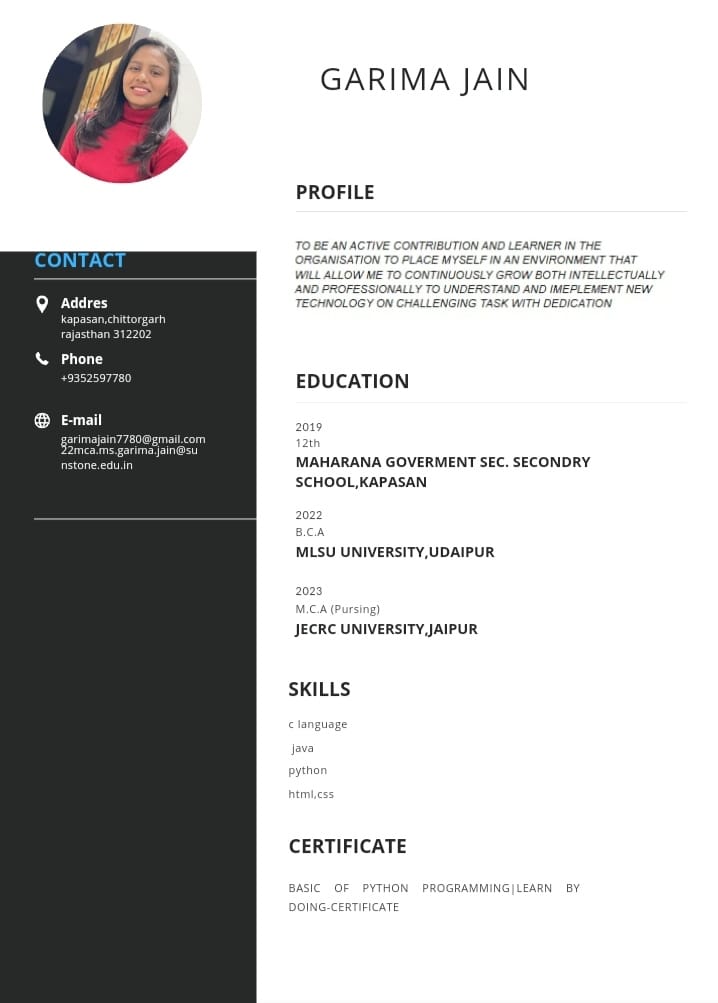 GARIMA JAIN
CONTACT
Addres
kapasan,chittorgarh
rajasthan 312202
Phone
+9352597780
E-mail
garimajain7780@gmail.com
22mca.ms.garima.jain@su
nstone.edu.in
PROFILE
TO BE AN ACTIVE CONTRIBUTION AND LEARNER IN THE
ORGANISATION TO PLACE MYSELF IN AN ENVIRONMENT THAT
WILL ALLOW ME TO CONTINUOUSLY GROW BOTH INTELLECTUALLY
AND PROFESSIONALLY TO UNDERSTAND AND IMEPLEMENT NEW
TECHNOLOGY ON CHALLENGING TASK WITH DEDICATION
EDUCATION
2019
12th
MAHARANA GOVERMENT SEC. SECONDRY
SCHOOL,KAPASAN
2022
B.C.A
MLSU UNIVERSITY,UDAIPUR
2023
M.C.A (Pursing)
JECRC UNIVERSITY,JAIPUR
SKILLS
c language
java
python
html,css
CERTIFICATE
BASIC OF PYTHON PROGRAMMING|LEARN BY
DOING-CERTIFICATE